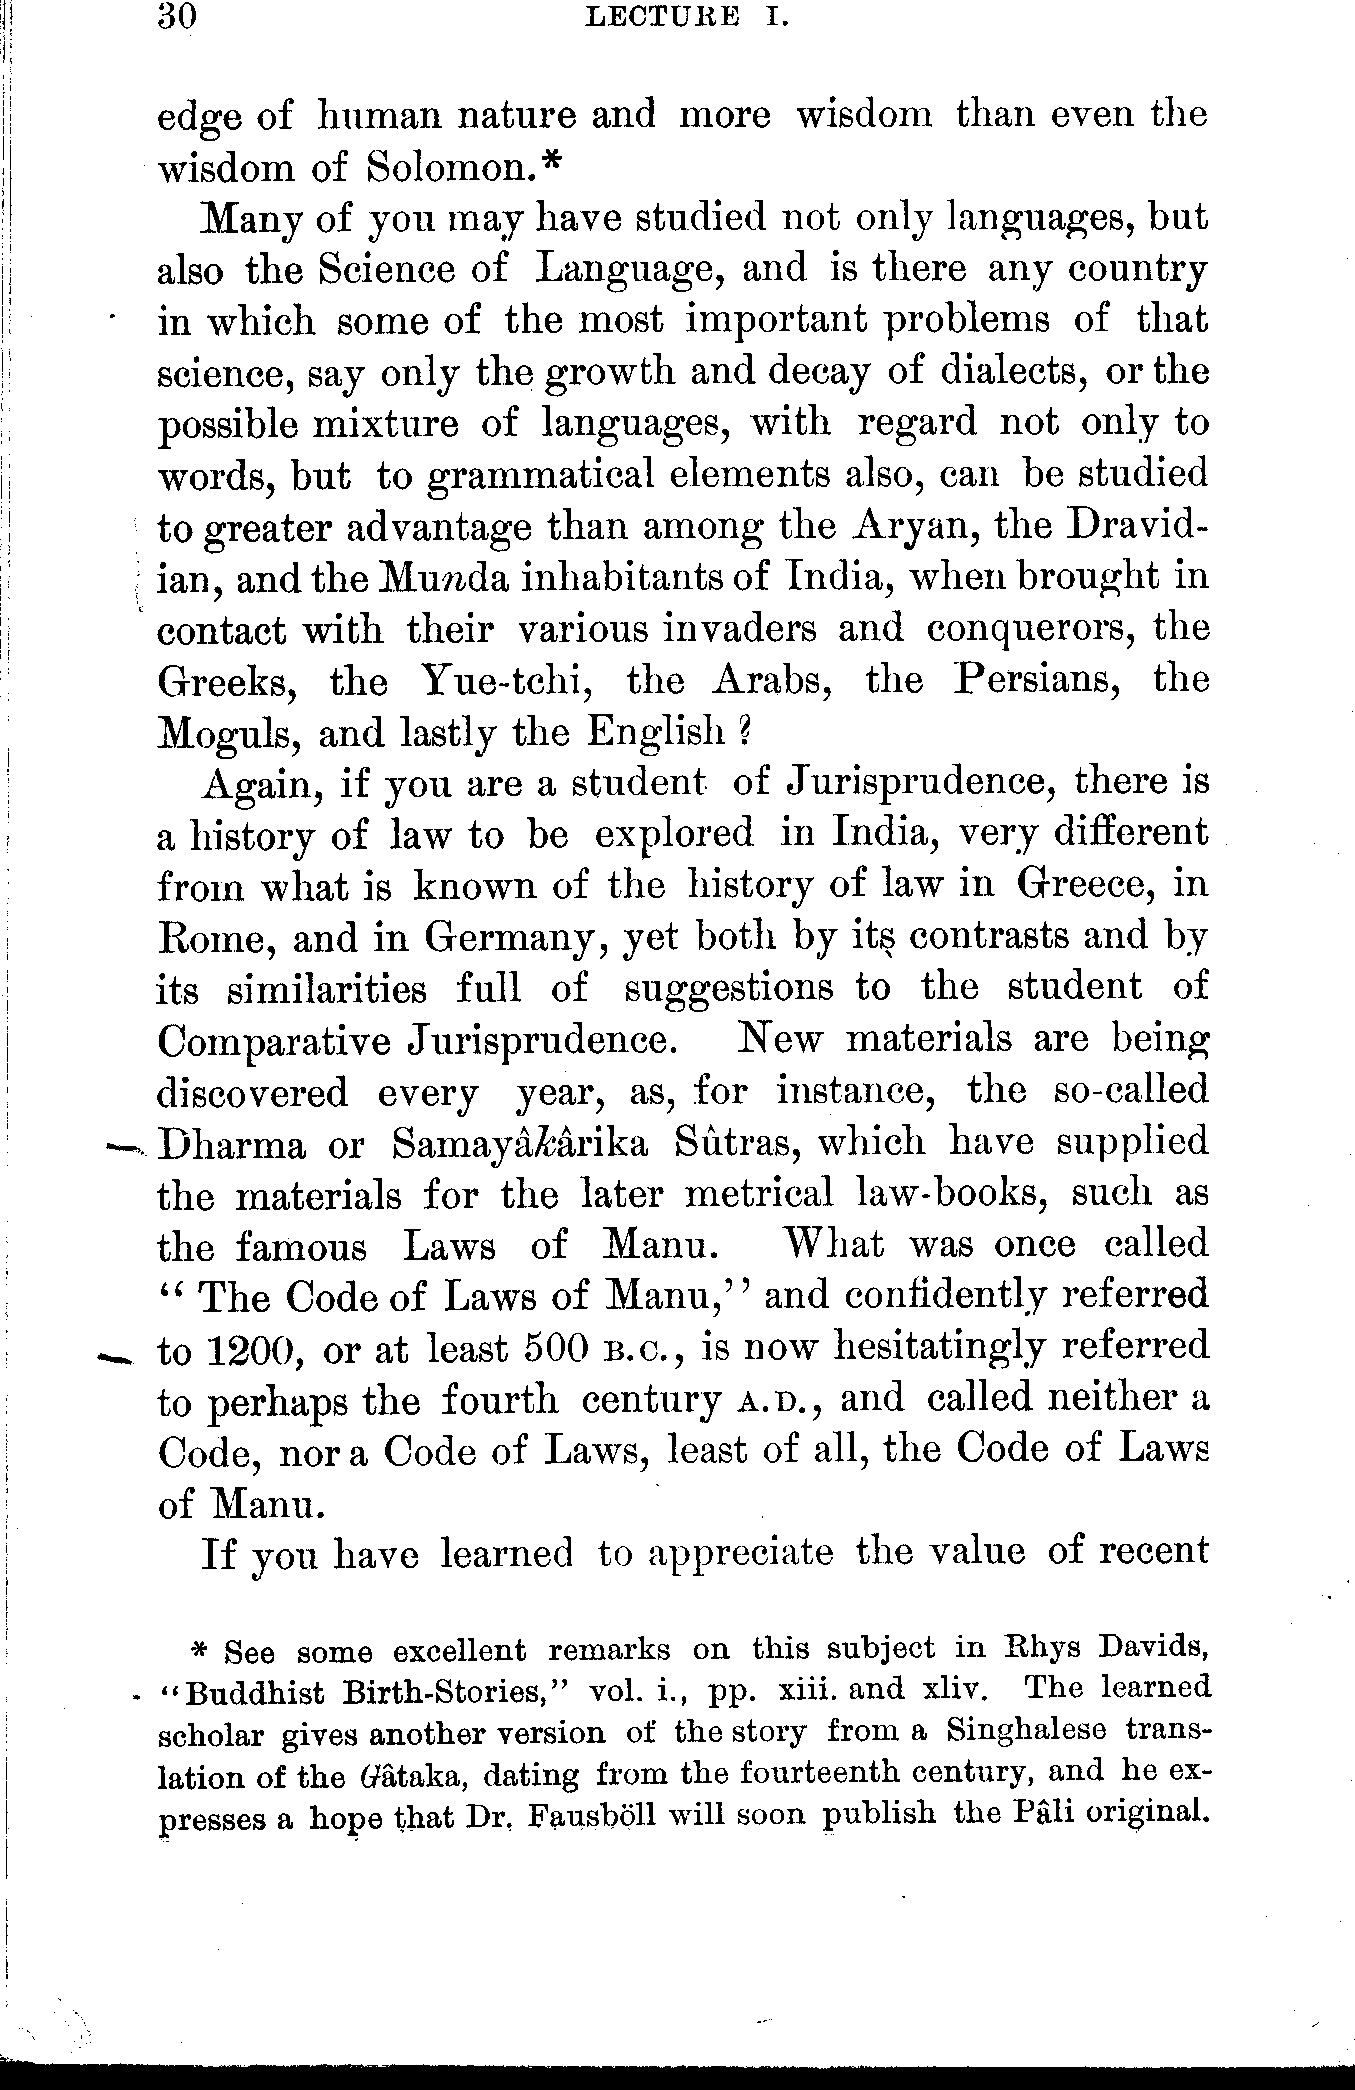 30 LECTURE I.
edge of human nature and more wisdom than even the
wisdom of Solomon.*
Many of you may have studied not only languages, but
also the Science of Language, and is there any country
in which some of the most important problems of that
science, say only the growth and decay of dialects, or the
possible mixture of languages, with regard not only to
words, but to grammatical elements also, can be studied
to greater advantage than among the Aryan, the Dravid-
ian, and the Munda inhabitants of India, when brought in
contact with their various invaders and conquerors, the
Greeks, the Yue-tchi, the Arabs, the Persians, the
Moguls, and lastly the English ?
Again, if you are a student of Jurisprudence, there is
a history of law to be explored in India, very different
from what is known of the history of law in Greece, in
Rome, and in Germany, yet both by its contrasts and by
its similarities full of suggestions to the student of
Comparative Jurisprudence. New materials are being
discovered every year, as, for instance, the so-called
Dharma or Samayâkârika Sûtras, which have supplied
the materials for the later metrical law-books, such as
the famous Laws of Manu. What was once called
“ The Code of Laws of Manu,” and confidently referred
to 1200, or at least 500 B.C., is now hesitatingly referred
to perhaps the fourth century A.D., and called neither a
Code, nor a Code of Laws, least of all, the Code of Laws
of Manu.
If you have learned to appreciate the value of recent
* See some excellent remarks on this subject in Rhys Davids,
“Buddhist Birth-Stories,” vol. i., pp. xiii. and xliv. The learned
scholar gives another version of the story from a Singhalese trans-
lation of the Gâtaka, dating from the fourteenth century, and he ex-
presses a hope that Dr. Fausböll will soon publish the Pâli original.